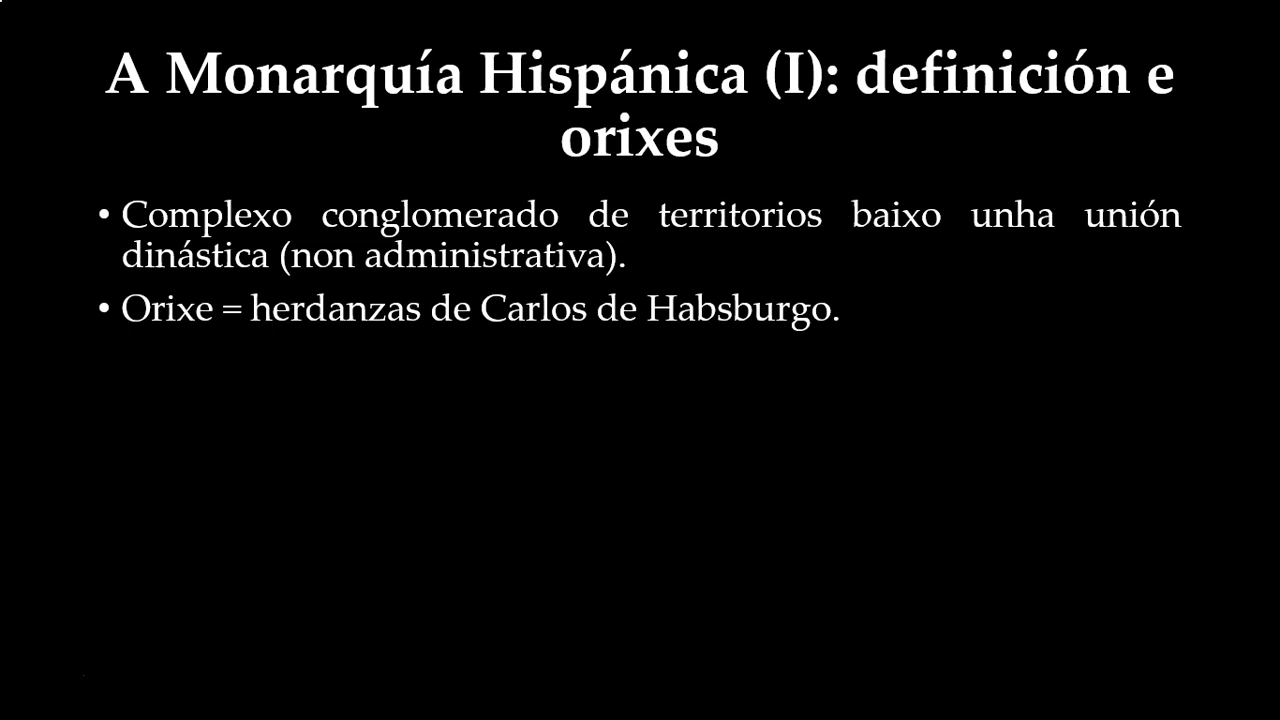 A Monarquía Hispánica (I): definición e
orixes
• Complexo conglomerado de territorios baixo unha unión
dinástica (non administrativa).
• Orixe = herdanzas de Carlos de Habsburgo.